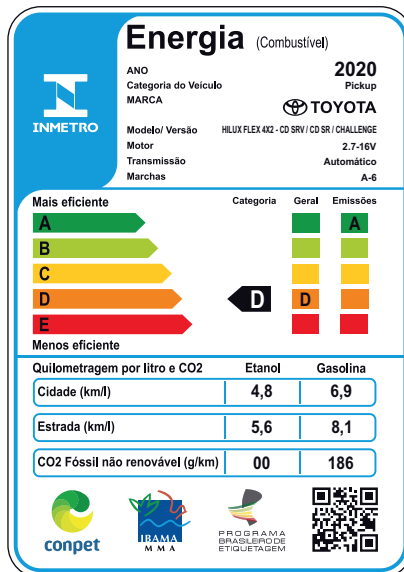 Energia (Combustível)
ANO 2020
Categoria do Veículo Pickup
MARCA TOYOTA
INMETRO
Modelo/ Versão HILUX FLEX 4X2 - CD SRV / CD SR / CHALLENGE
Motor 2.7-16V
Transmissão Automático
Marchas A-6
Mais eficiente Categoria Geral Emissões
A A
B
C
D D D
E
Menos eficiente
Quilometragem por litro e CO2 Etanol Gasolina
Cidade (km/l) 4,8 6,9
Estrada (km/l) 5,6 8,1
CO2 Fóssil não renovável (g/km) 00 186
conpet
IBAMA
M M A
PROGRAMA
BRASILEIRO DE
ETIQUETAGEM